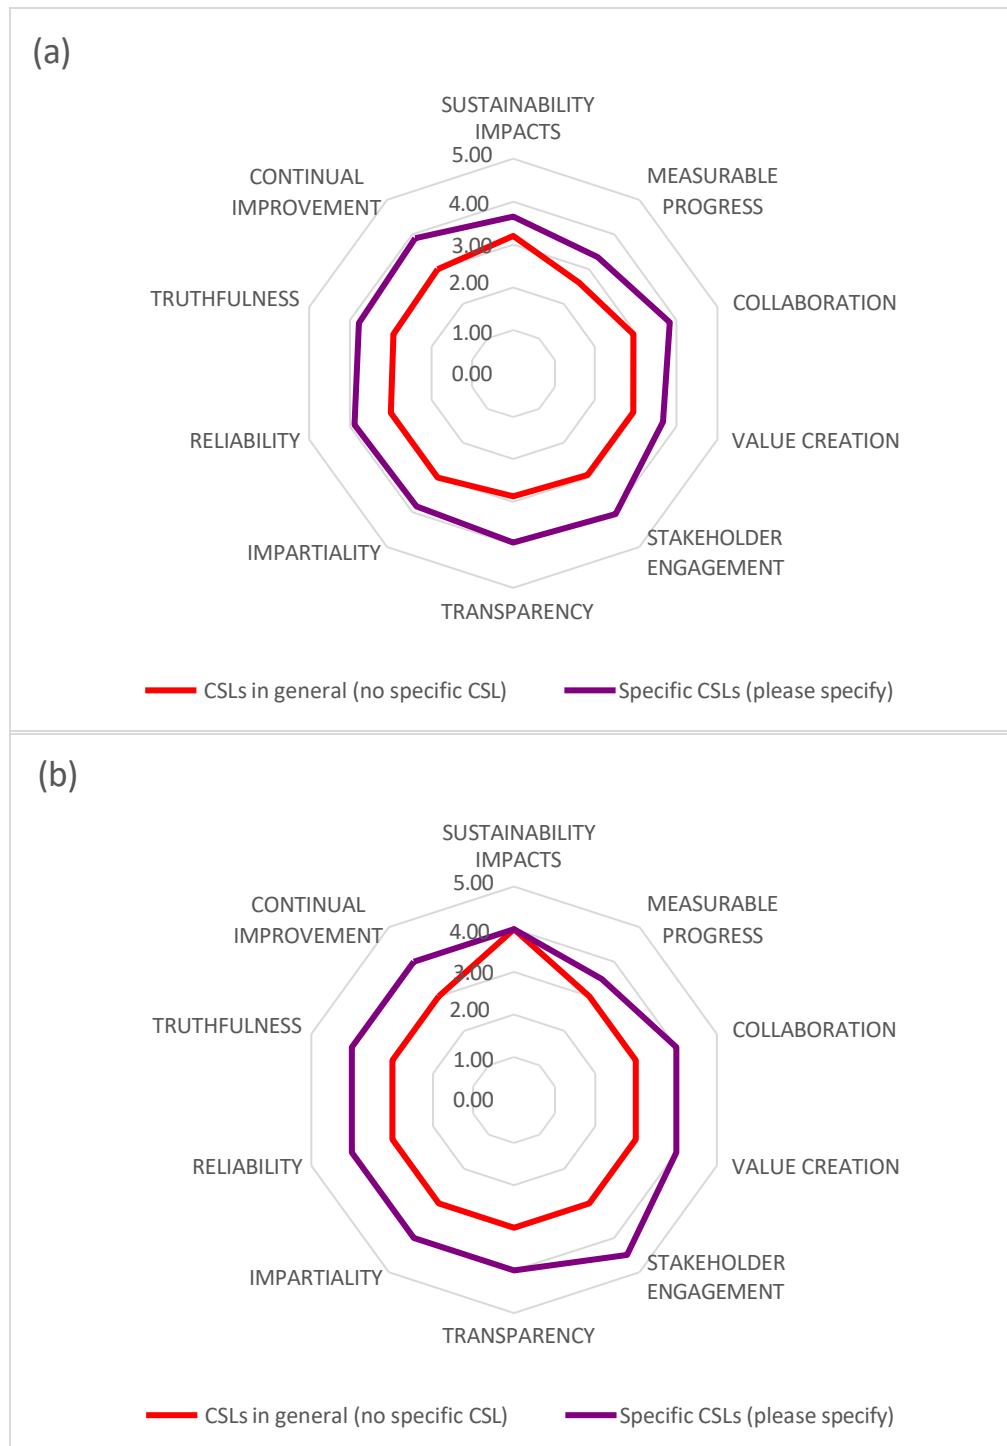 (a)
SUSTAINABILITY
IMPACTS
MEASURABLE
PROGRESS
COLLABORATION
VALUE CREATION
STAKEHOLDER
ENGAGEMENT
TRANSPARENCY
IMPARTIALITY
RELIABILITY
TRUTHFULNESS
CONTINUAL
IMPROVEMENT
5.00
4.00
3.00
2.00
1.00
0.00
CSLs in general (no specific CSL)
Specific CSLs (please specify)
(b)
SUSTAINABILITY
IMPACTS
MEASURABLE
PROGRESS
COLLABORATION
VALUE CREATION
STAKEHOLDER
ENGAGEMENT
TRANSPARENCY
IMPARTIALITY
RELIABILITY
TRUTHFULNESS
CONTINUAL
IMPROVEMENT
5.00
4.00
3.00
2.00
1.00
0.00
CSLs in general (no specific CSL)
Specific CSLs (please specify)